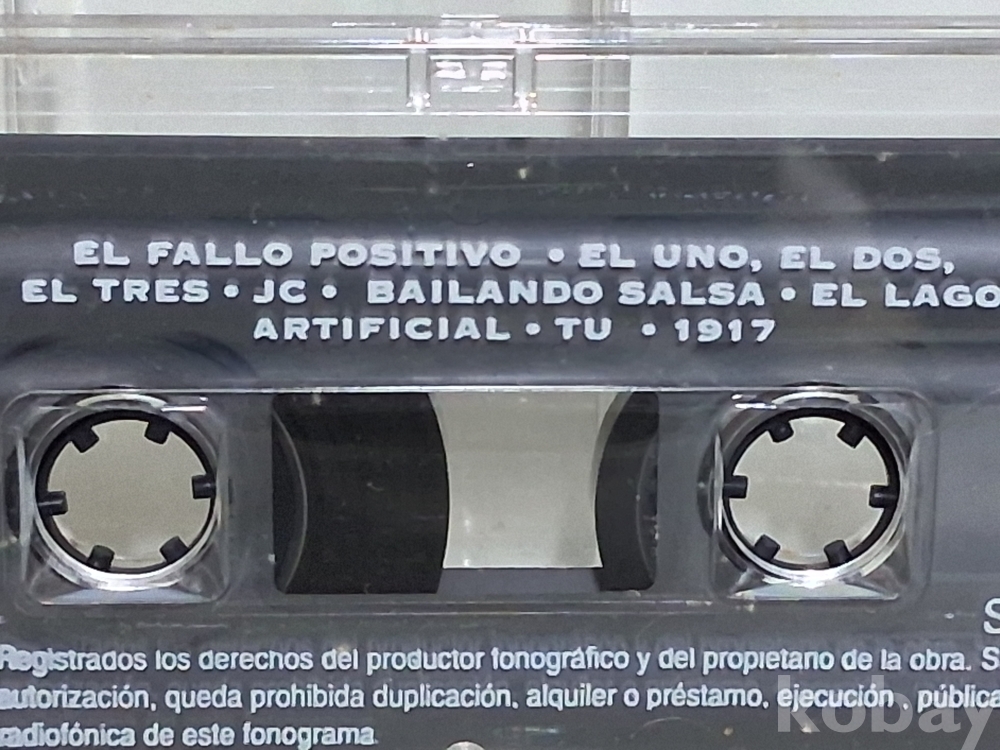 EL FALLO POSITIVO • EL UNO, EL DOS,
EL TRES • JC • BAILANDO SALSA • EL LAGO
ARTIFICIAL • TU • 1917
S
Registrados los derechos del productor fonográfico y del propietario de la obra. S
autorización, queda prohibida duplicación, alquiler o préstamo, ejecución, pública
radiofónica de este fonograma.
kobay